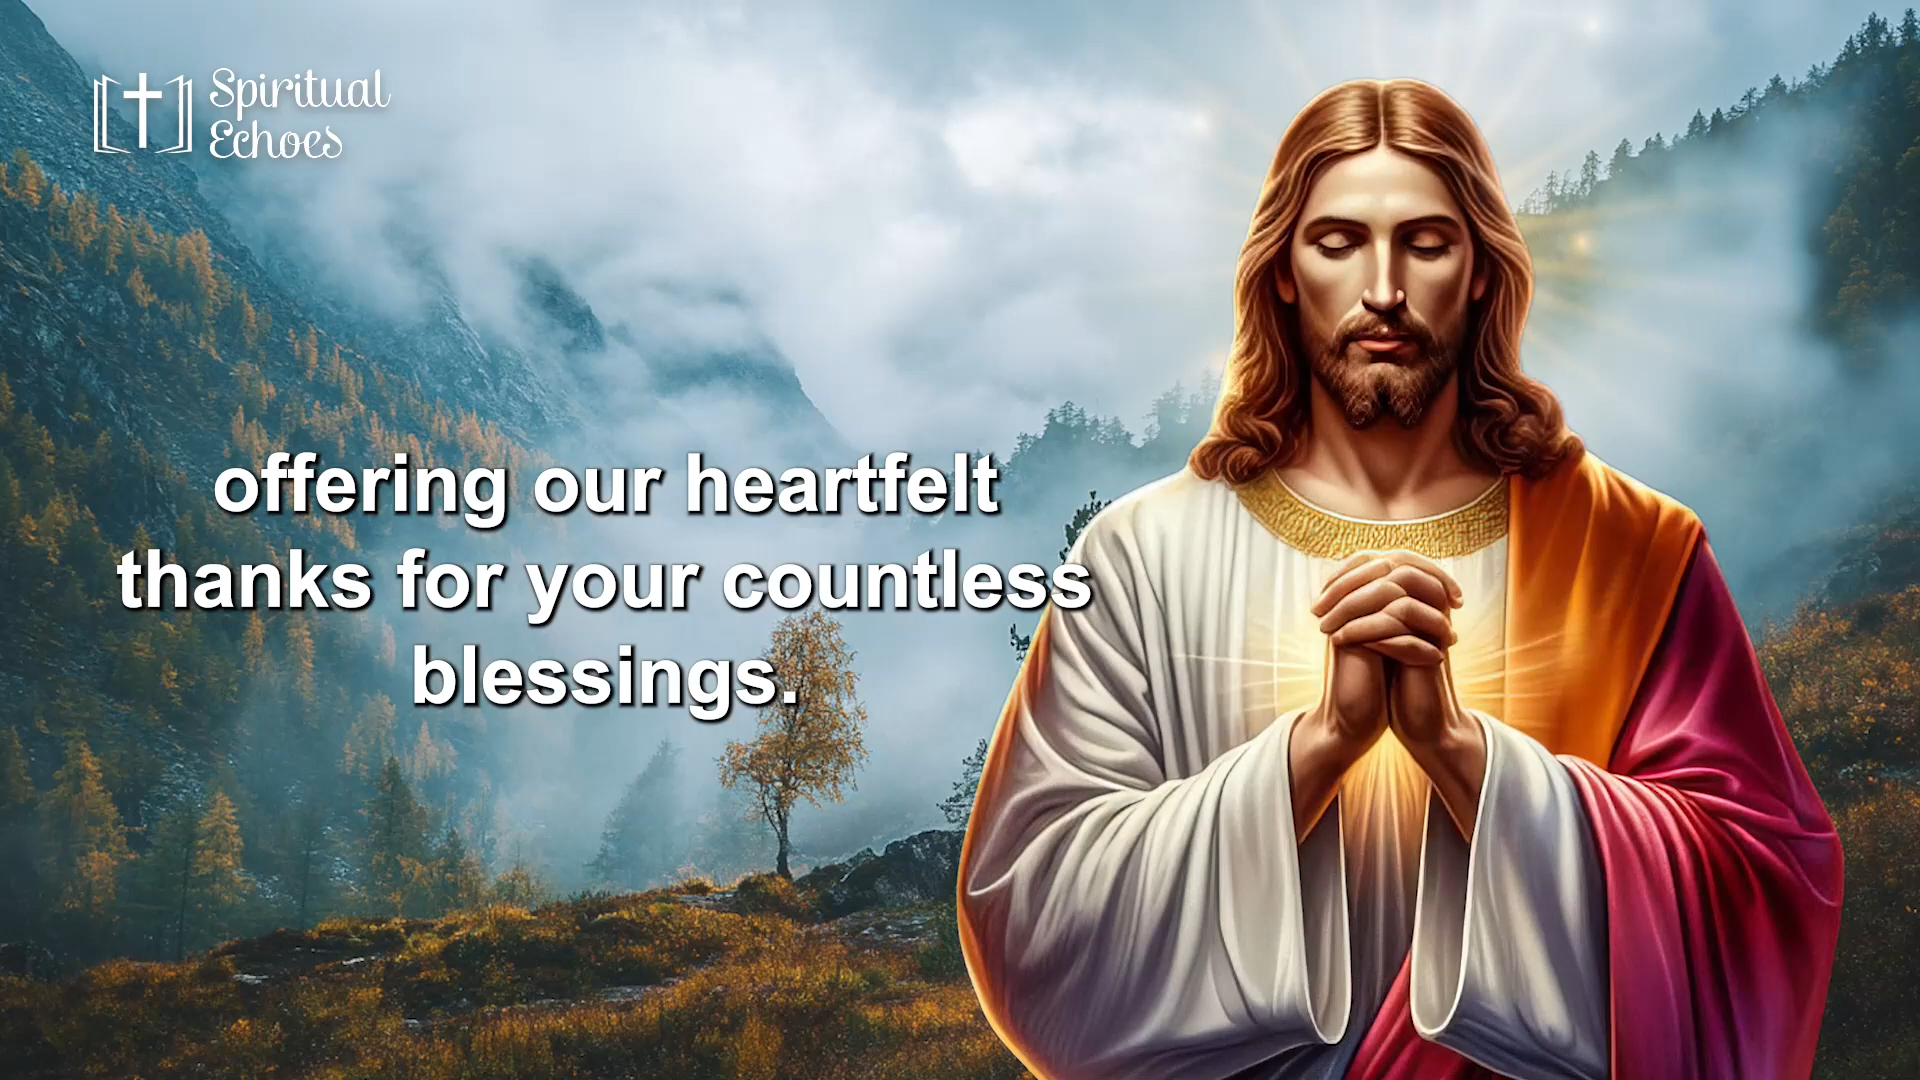 Spiritual
Echoes
offering our heartfelt
thanks for your countless
blessings.